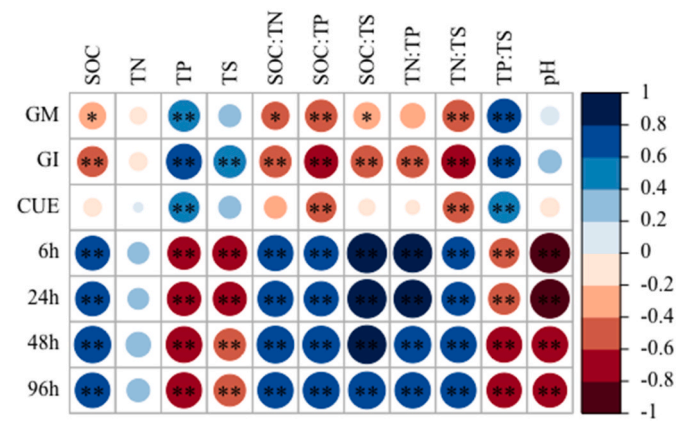 SOC TN TP TS SOC:TN SOC:TP SOC:TS TN:TP TN:TS TP:TS pH
GM * ** * ** * ** **
GI ** ** ** ** ** ** ** ** **
CUE ** ** ** **
6h ** ** ** ** ** ** ** ** ** **
24h ** ** ** ** ** ** ** ** ** **
48h ** ** ** ** ** ** ** ** ** **
96h ** ** ** ** ** ** ** ** ** **
1
0.8
0.6
0.4
0.2
0
-0.2
-0.4
-0.6
-0.8
-1